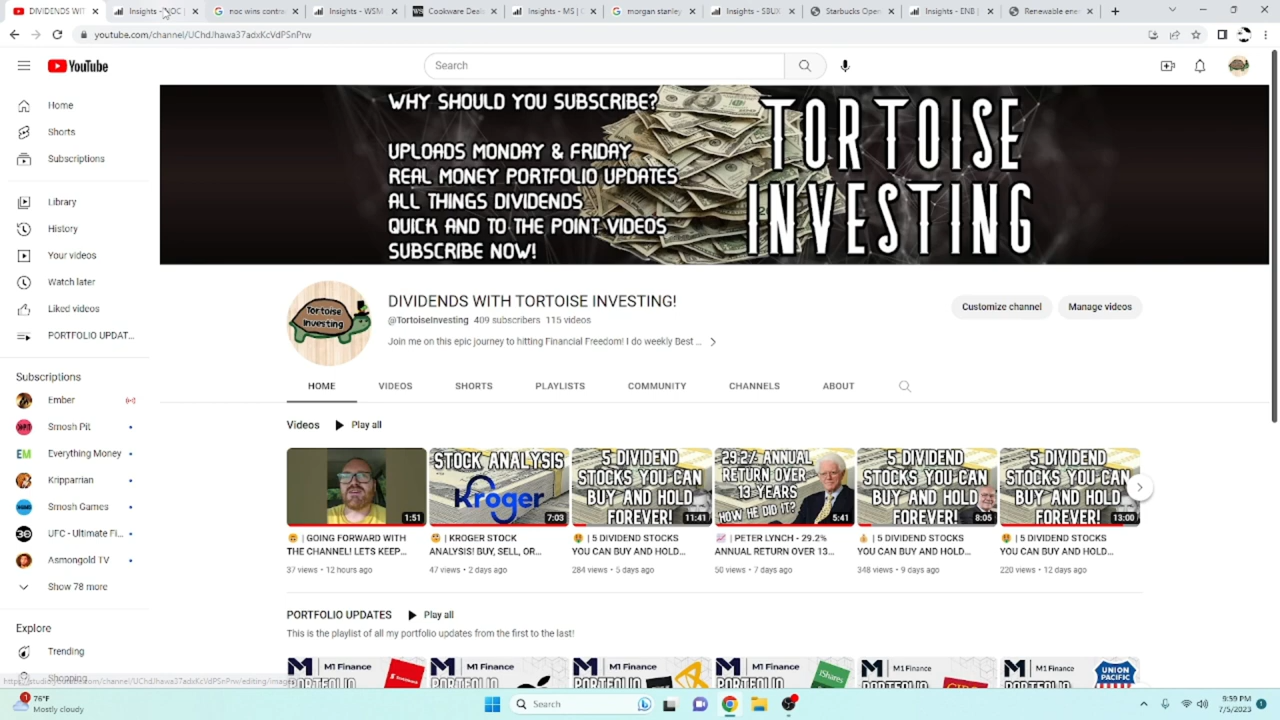 DIVIDENDS WIT
Insights - NOC |
noc wins contra
Insights - WSM
Cookware Deal
Insights - MS | C
morgan stanley
Insights - SBUX
Starbucks Open
Insights - ENB |
Renewable ener
youtube.com/channel/UChdJhawa37adxKcVdPSnPrw
YouTube
Search
Home
Shorts
Subscriptions
Library
History
Your videos
Watch later
Liked videos
PORTFOLIO UPDAT...
Subscriptions
Ember
Smosh Pit
Everything Money
Kripparrian
Smosh Games
UFC - Ultimate Fi...
Asmongold TV
Show 78 more
Explore
Trending
Shopping
WHY SHOULD YOU SUBSCRIBE?
UPLOADS MONDAY & FRIDAY
REAL MONEY PORTFOLIO UPDATES
ALL THINGS DIVIDENDS
QUICK AND TO THE POINT VIDEOS
SUBSCRIBE NOW!
TORTOISE
INVESTING
Tortoise
Investing
DIVIDENDS WITH TORTOISE INVESTING!
@TortoiseInvesting 409 subscribers 115 videos
Join me on this epic journey to hitting Financial Freedom! I do weekly Best ...
Customize channel
Manage videos
HOME
VIDEOS
SHORTS
PLAYLISTS
COMMUNITY
CHANNELS
ABOUT
Videos
Play all
1:51
STOCK ANALYSIS
Kroger
7:03
5 DIVIDEND
STOCKS YOU CAN
BUY AND HOLD
FOREVER!
11:41
29.2% ANNUAL
RETURN OVER
13 YEARS
HOW HE DID IT?
5:41
5 DIVIDEND
STOCKS YOU CAN
BUY AND HOLD
FOREVER!
8:05
5 DIVIDEND
STOCKS YOU CAN
BUY AND HOLD
FOREVER!
13:00
| GOING FORWARD
WITH THE CHANNEL! LETS KEEP...
37 views • 12 hours ago
| KROGER STOCK
ANALYSIS! BUY, SELL, OR...
47 views • 2 days ago
| 5 DIVIDEND STOCKS
YOU CAN BUY AND HOLD...
284 views • 5 days ago
| PETER LYNCH - 29.2%
ANNUAL RETURN OVER 13...
50 views • 7 days ago
| 5 DIVIDEND STOCKS
YOU CAN BUY AND HOLD...
348 views • 9 days ago
| 5 DIVIDEND STOCKS
YOU CAN BUY AND HOLD...
220 views • 12 days ago
PORTFOLIO UPDATES
Play all
This is the playlist of all my portfolio updates from the first to the last!
M1 Finance
PORTFOLIO
M1 Finance
PORTFOLIO
M1 Finance
PORTFOLIO
M1 Finance
PORTFOLIO
iShares
M1 Finance
PORTFOLIO
M1 Finance
PORTFOLIO
UNION
PACIFIC
76°F
Mostly cloudy
Search
9:59 PM
7/5/2023